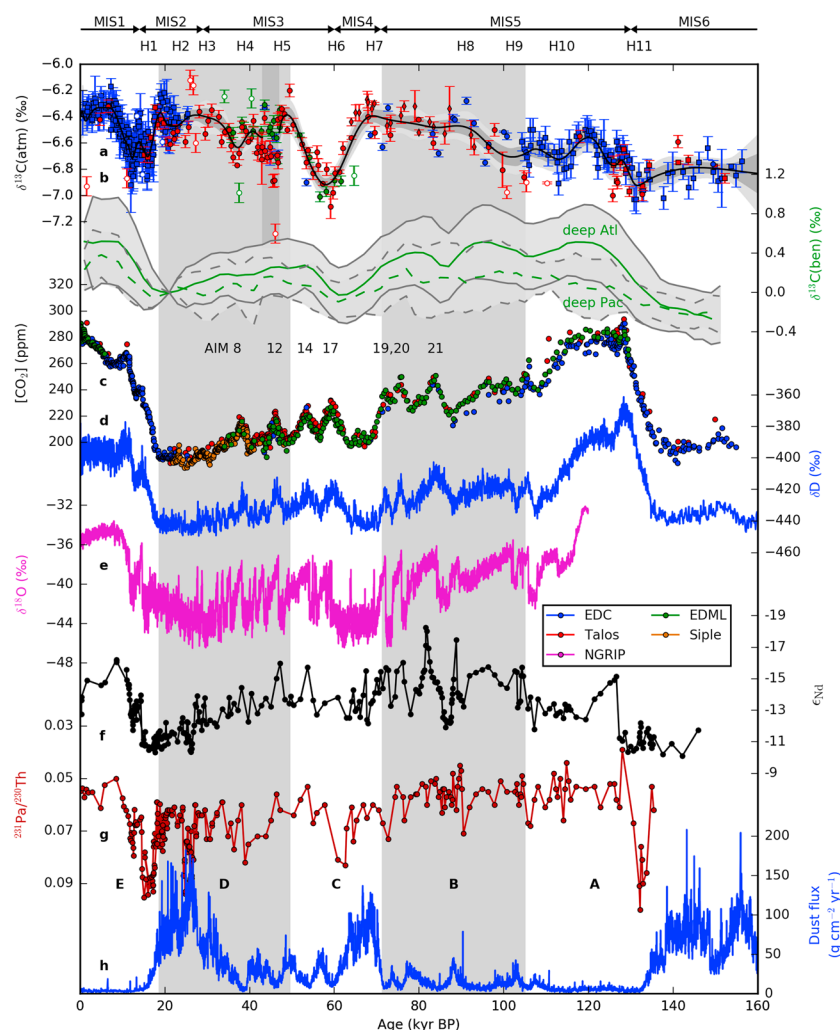 MIS1 MIS2 MIS3 MIS4 MIS5 MIS6
H1 H2 H3 H4 H5 H6 H7 H8 H9 H10 H11
−6.0
−6.4
−6.8
−7.2
δ¹³C(atm) (‰)
a
b
1.2
0.8
0.4
0.0
−0.4
δ¹³C(ben) (‰)
deep Atl
deep Pac
320
300
280
260
240
220
200
[CO₂] (ppm)
AIM 8 12 14 17 19,20 21
c
d
−360
−380
−400
−420
−440
−460
δD (‰)
−32
−36
−40
−44
−48
δ¹⁸O (‰)
e
EDC EDML
Talos Siple
NGRIP
-19
-17
-15
-13
-11
-9
ϵNd
f
0.03
0.05
0.07
0.09
²³¹Pa/²³⁰Th
g
E D C B A
200
150
100
50
0
Dust flux
(g cm⁻² yr⁻¹)
h
0 20 40 60 80 100 120 140 160
Age (kyr BP)